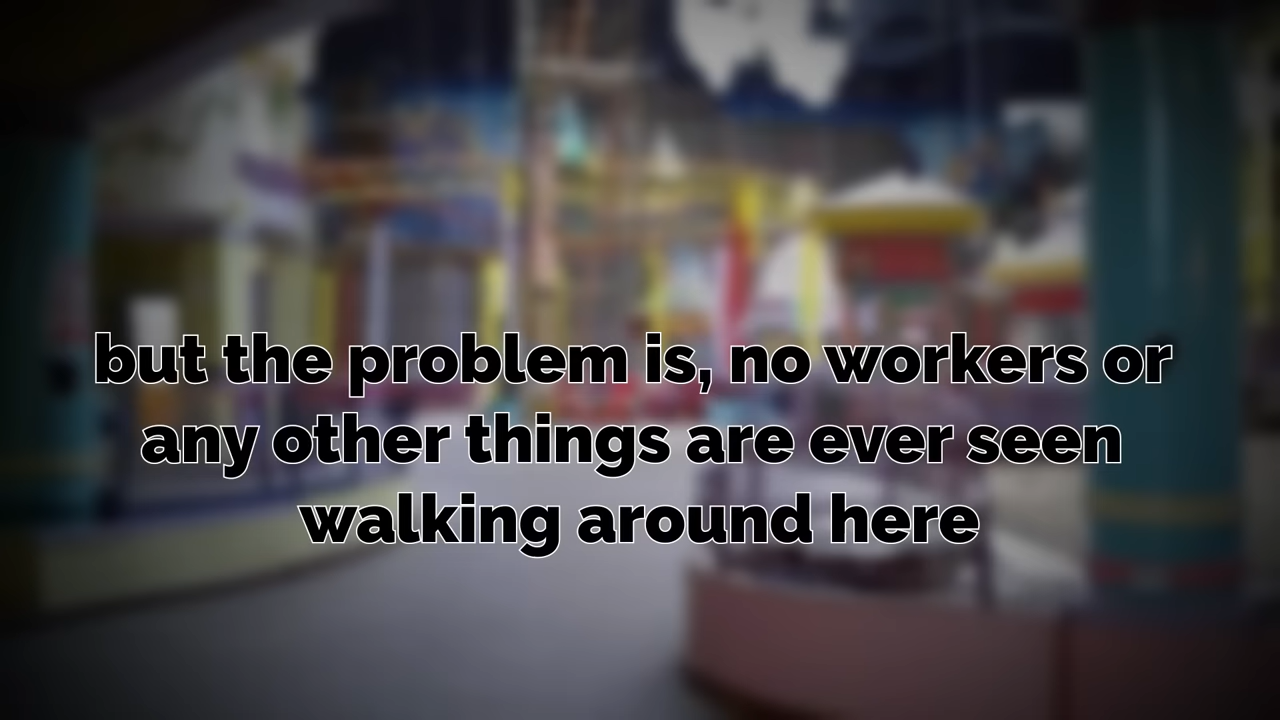 but the problem is, no workers or
any other things are ever seen
walking around here